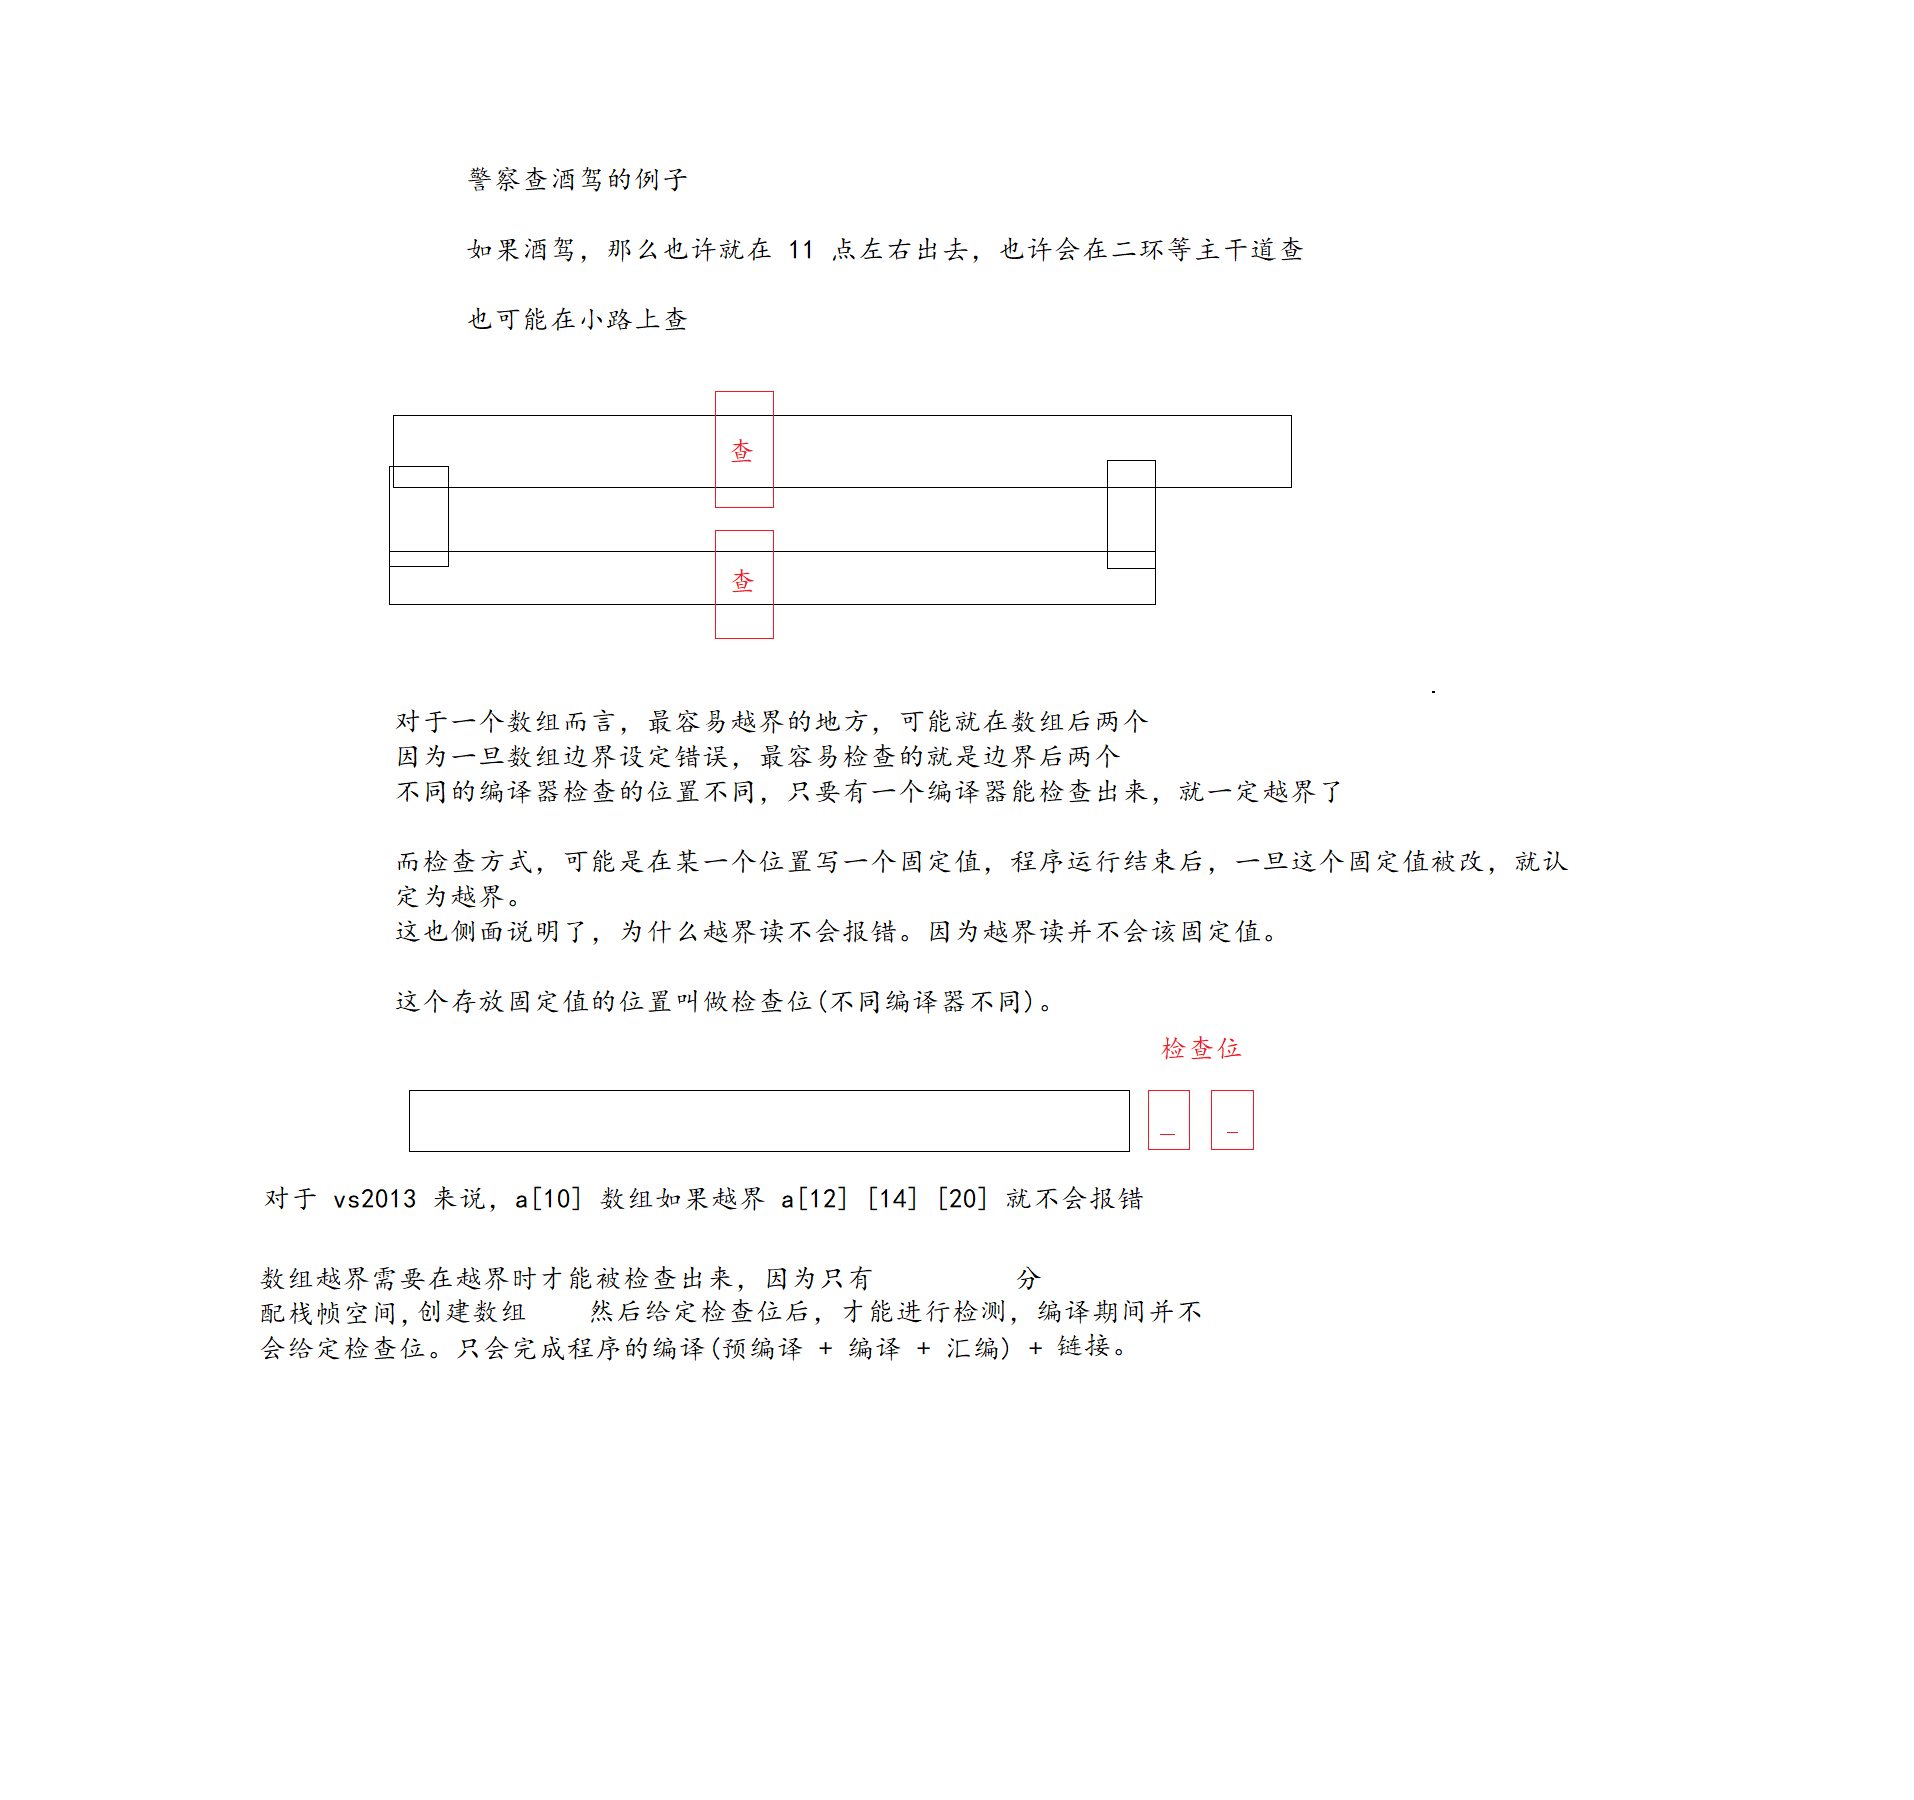 警察查酒驾的例子
如果酒驾，那么也许就在 11 点左右出去，也许会在二环等主干道查
也可能在小路上查
查
查
对于一个数组而言，最容易越界的地方，可能就在数组后两个
因为一旦数组边界设定错误，最容易检查的就是边界后两个
不同的编译器检查的位置不同，只要有一个编译器能检查出来，就一定越界了
而检查方式，可能是在某一个位置写一个固定值，程序运行结束后，一旦这个固定值被改，就认
定为越界。
这也侧面说明了，为什么越界读不会报错。因为越界读并不会该固定值。
这个存放固定值的位置叫做检查位(不同编译器不同)。
检查位
对于 vs2013 来说，a[10] 数组如果越界 a[12] [14] [20] 就不会报错
数组越界需要在越界时才能被检查出来，因为只有 分
配栈帧空间，创建数组 然后给定检查位后，才能进行检测，编译期间并不
会给定检查位。只会完成程序的编译(预编译 + 编译 + 汇编) + 链接。